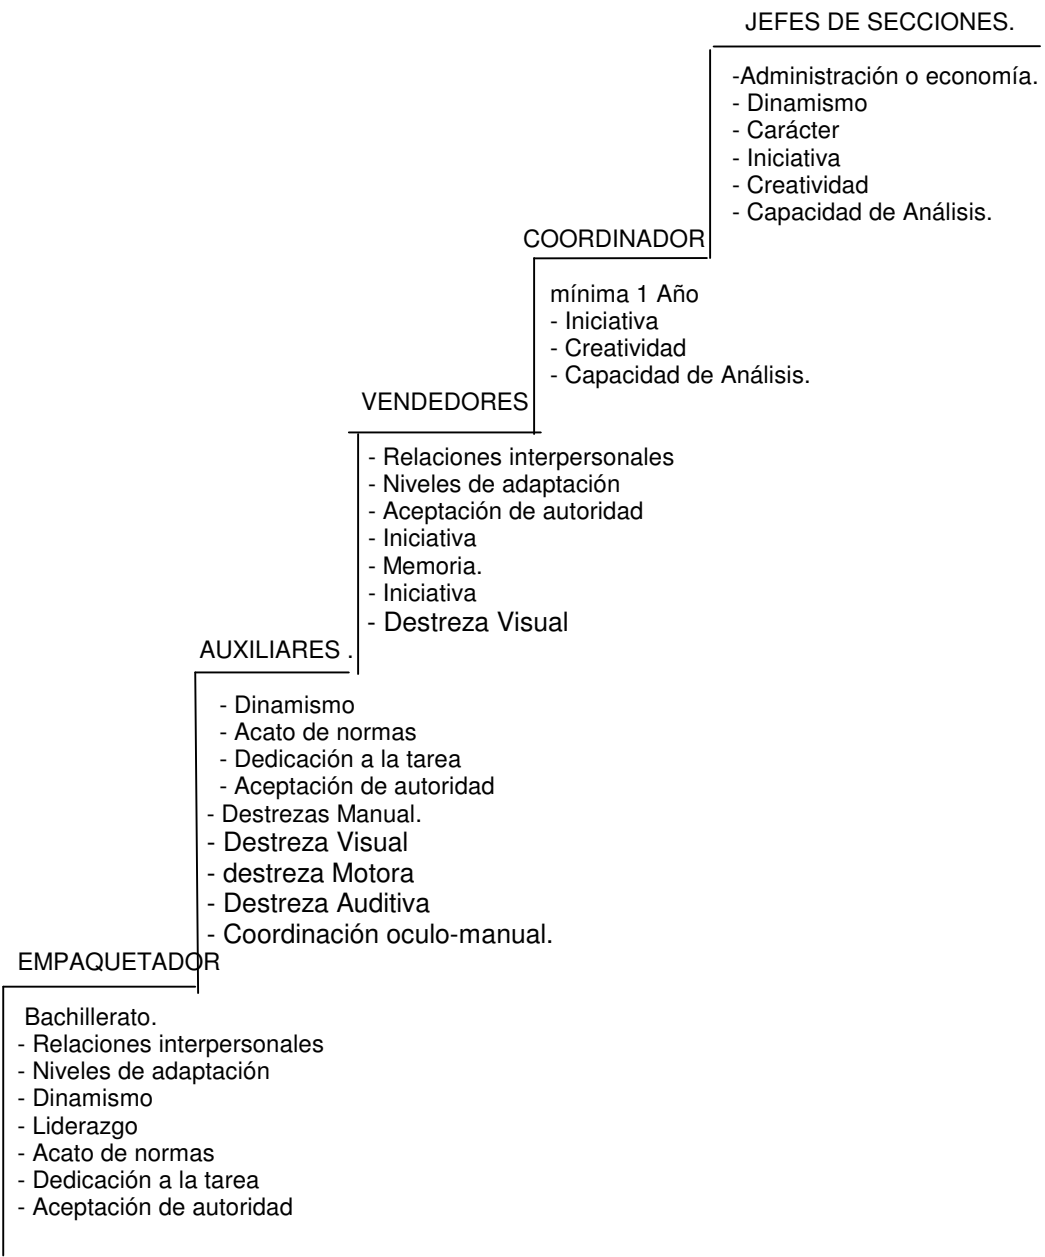 JEFES DE SECCIONES.
-Administración o economía.
- Dinamismo
- Carácter
- Iniciativa
- Creatividad
- Capacidad de Análisis.
COORDINADOR
mínima 1 Año
- Iniciativa
- Creatividad
- Capacidad de Análisis.
VENDEDORES
- Relaciones interpersonales
- Niveles de adaptación
- Aceptación de autoridad
- Iniciativa
- Memoria.
- Iniciativa
- Destreza Visual
AUXILIARES .
- Dinamismo
- Acato de normas
- Dedicación a la tarea
- Aceptación de autoridad
- Destrezas Manual.
- Destreza Visual
- destreza Motora
- Destreza Auditiva
- Coordinación oculo-manual.
EMPAQUETADOR
Bachillerato.
- Relaciones interpersonales
- Niveles de adaptación
- Dinamismo
- Liderazgo
- Acato de normas
- Dedicación a la tarea
- Aceptación de autoridad